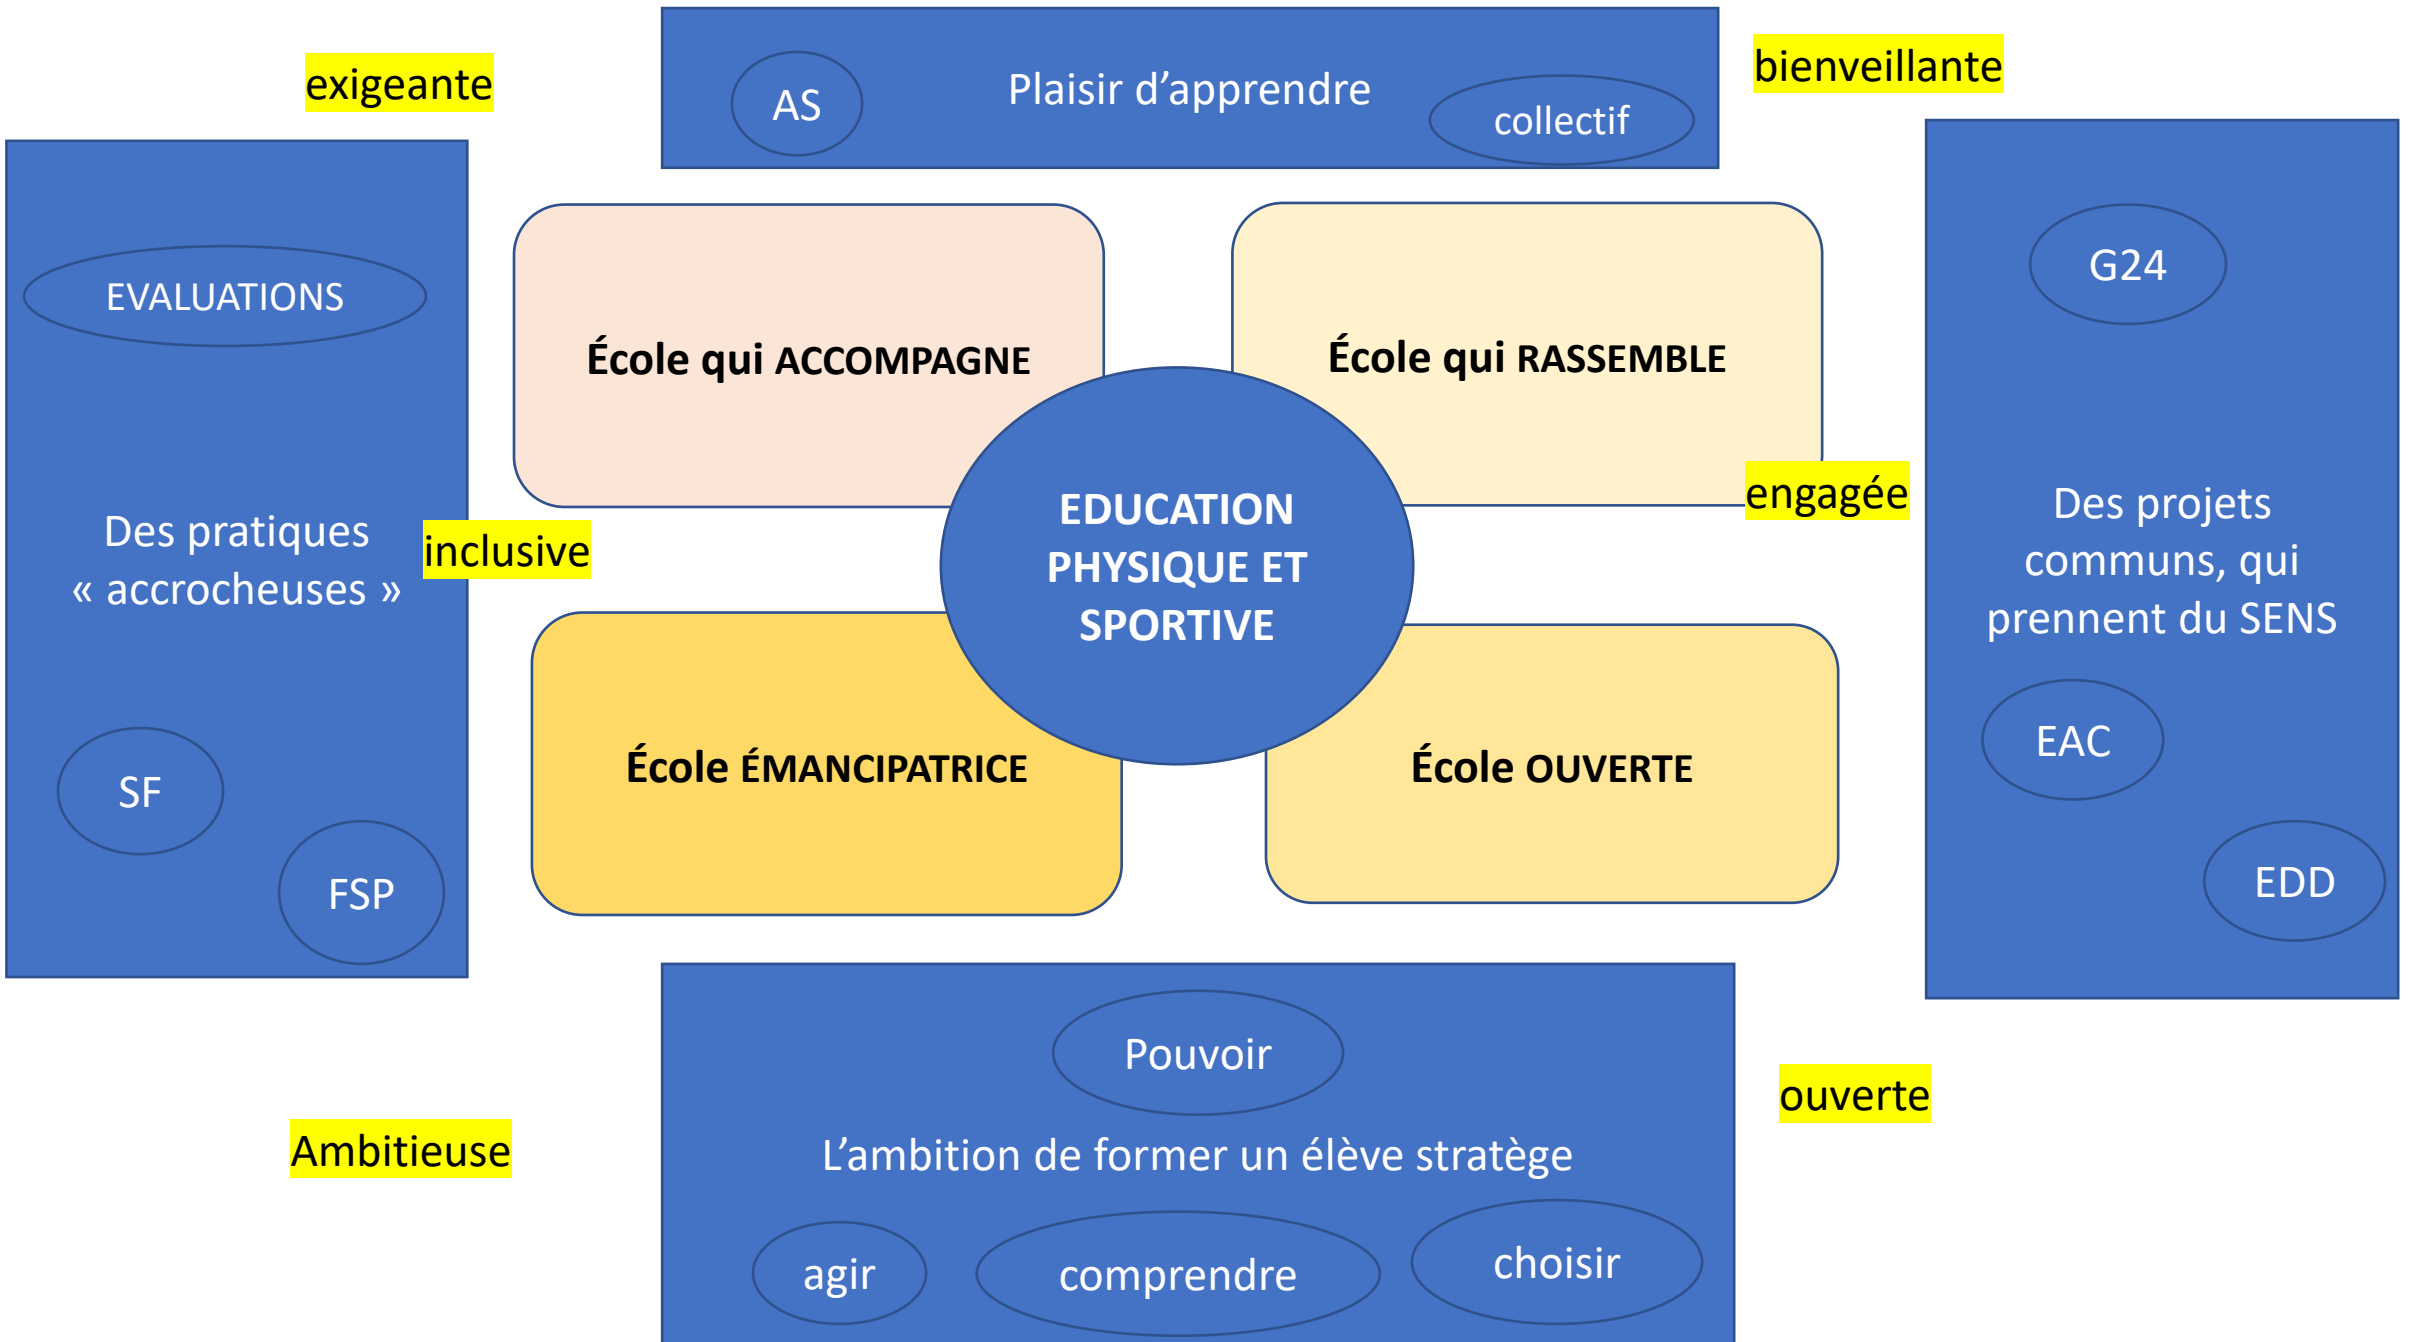 exigeante
AS
Plaisir d’apprendre
collectif
bienveillante
EVALUATIONS
Des pratiques
« accrocheuses »
SF
FSP
inclusive
École qui ACCOMPAGNE
École qui RASSEMBLE
EDUCATION
PHYSIQUE ET
SPORTIVE
École ÉMANCIPATRICE
École OUVERTE
engagée
G24
Des projets
communs, qui
prennent du SENS
EAC
EDD
Ambitieuse
Pouvoir
L’ambition de former un élève stratège
agir
comprendre
choisir
ouverte